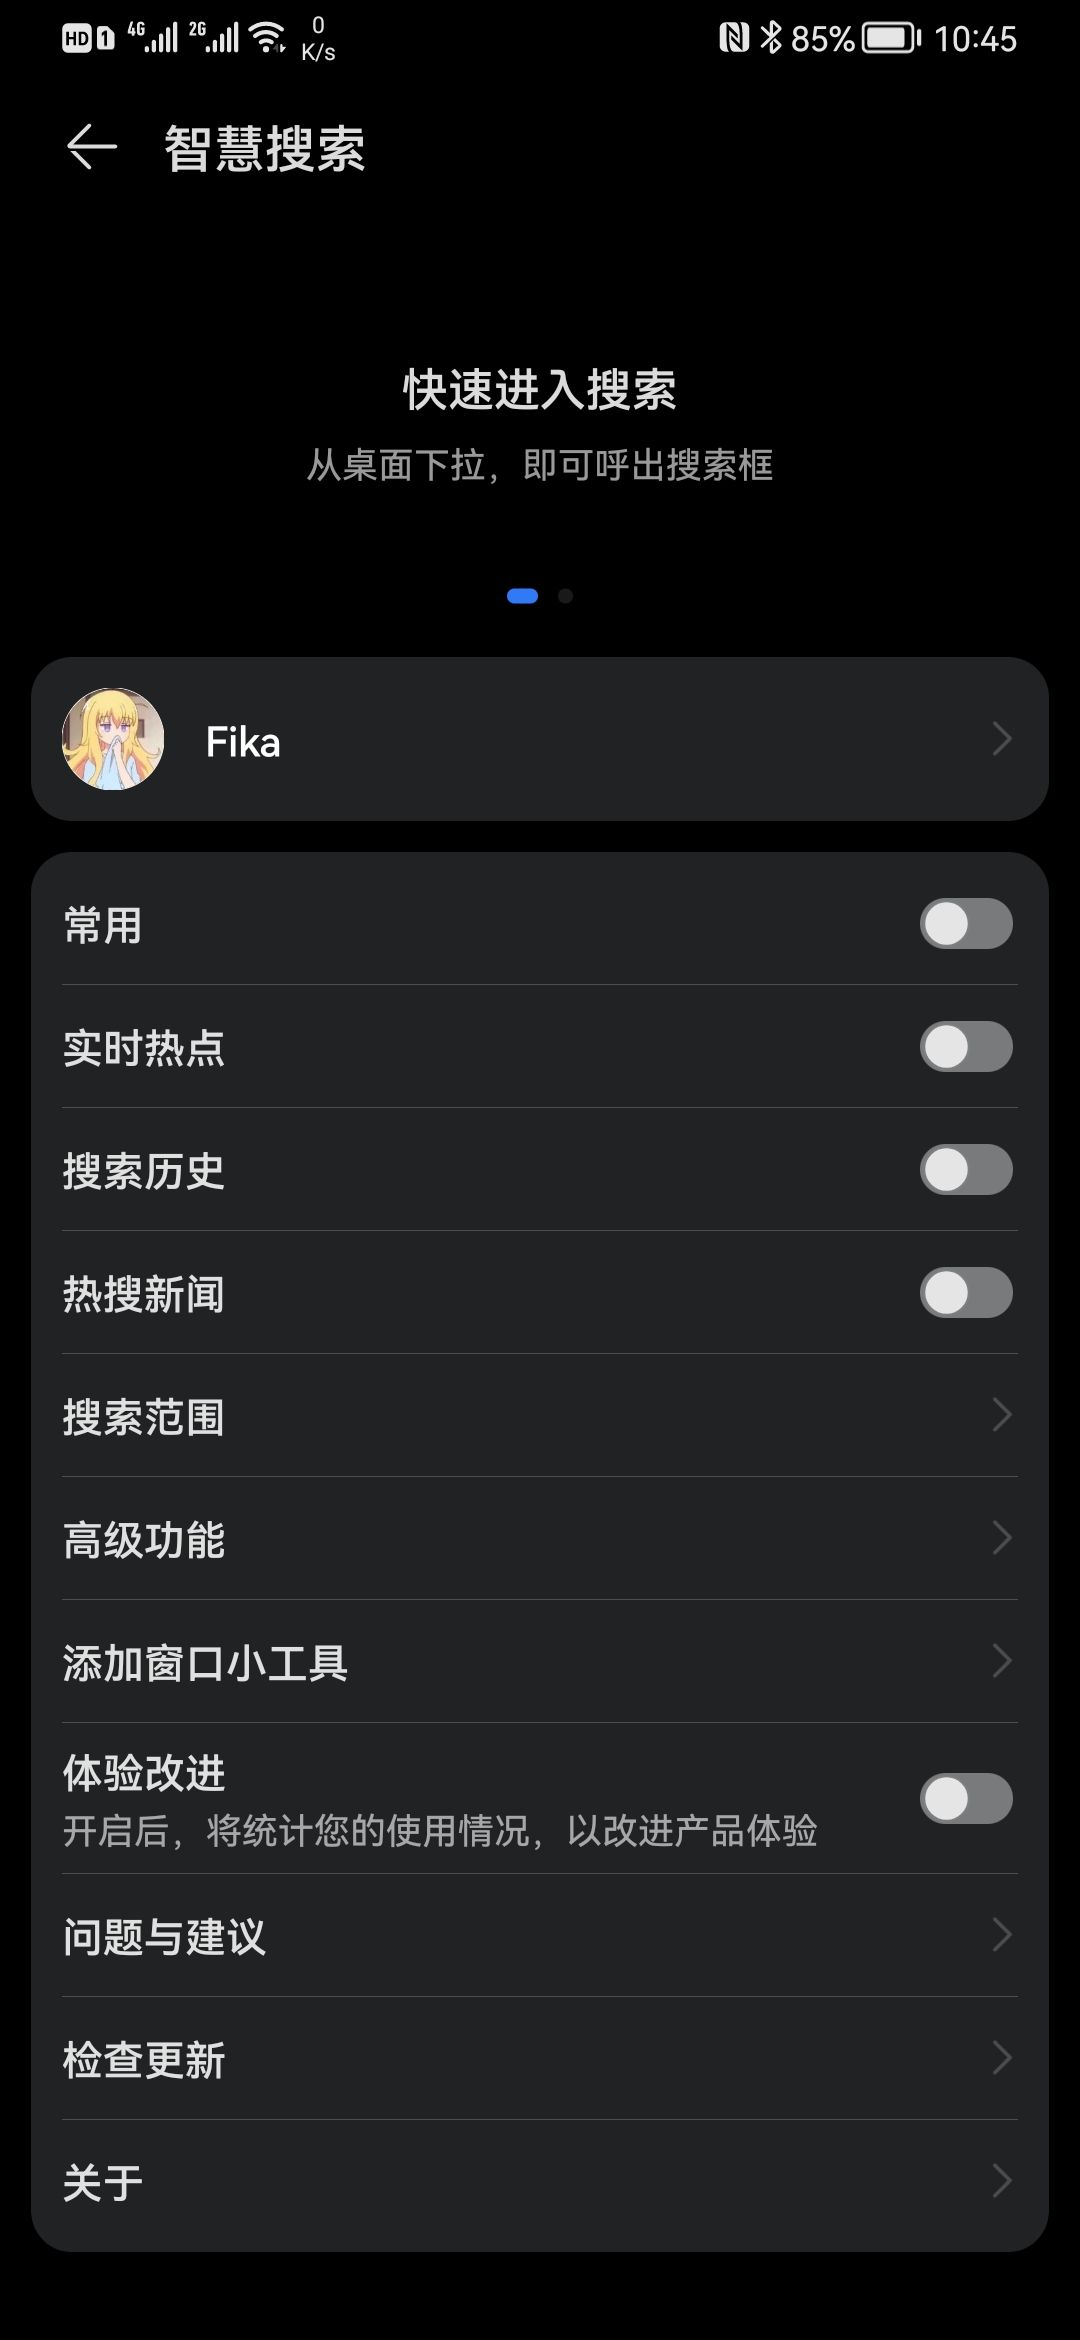 HD 1 4G 2G 0 K/s 85% 10:45
智慧搜索
快速进入搜索
从桌面下拉，即可呼出搜索框
Fika
常用
实时热点
搜索历史
热搜新闻
搜索范围
高级功能
添加窗口小工具
体验改进
开启后，将统计您的使用情况，以改进产品体验
问题与建议
检查更新
关于